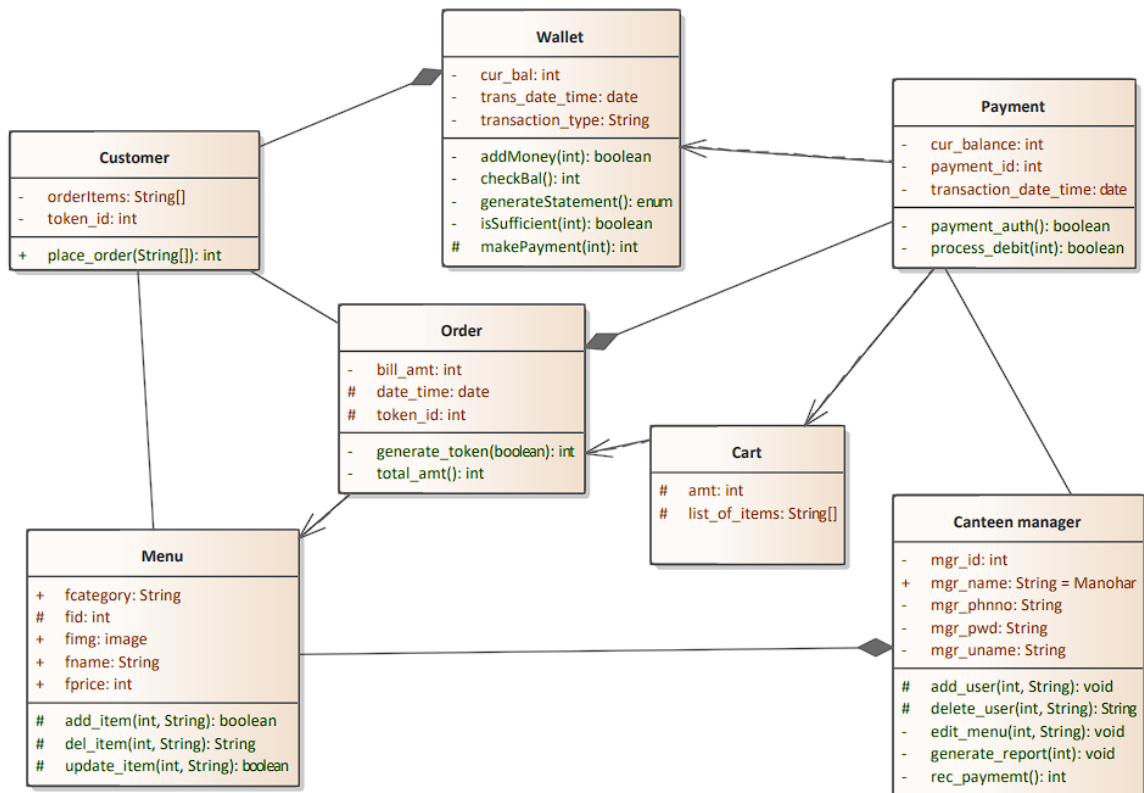 Wallet
- cur_bal: int
- trans_date_time: date
- transaction_type: String
- addMoney(int): boolean
- checkBal(): int
- generateStatement(): enum
- isSufficient(int): boolean
# makePayment(int): int
Payment
- cur_balance: int
- payment_id: int
- transaction_date_time: date
- payment_auth(): boolean
- process_debit(int): boolean
Customer
- orderItems: String[]
- token_id: int
+ place_order(String[]): int
Order
- bill_amt: int
# date_time: date
# token_id: int
- generate_token(boolean): int
- total_amt(): int
Cart
# amt: int
# list_of_items: String[]
Menu
+ fcategory: String
# fid: int
+ fimg: image
+ fname: String
+ fprice: int
# add_item(int, String): boolean
# del_item(int, String): String
# update_item(int, String): boolean
Canteen manager
- mgr_id: int
+ mgr_name: String = Manohar
- mgr_phnno: String
- mgr_pwd: String
- mgr_uname: String
# add_user(int, String): void
# delete_user(int, String): String
- edit_menu(int, String): void
- generate_report(int): void
- rec_paymemt(): int